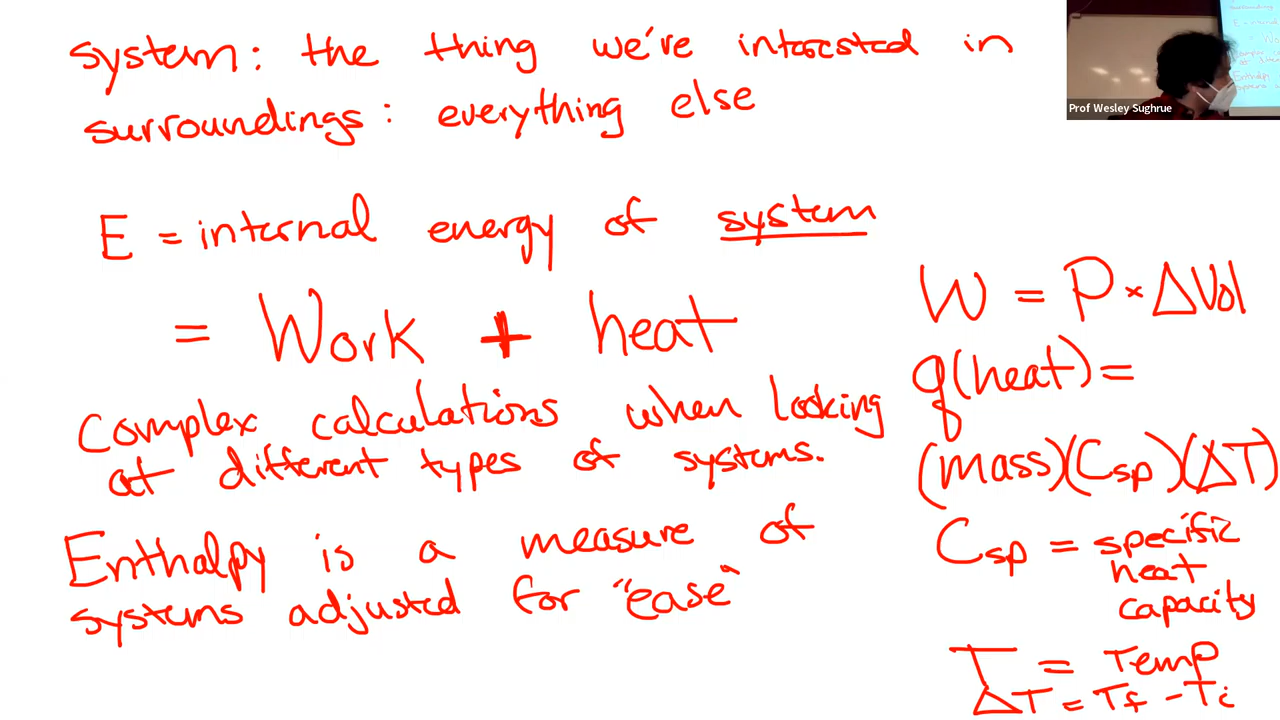 system: the thing we're interested in
surroundings: everything else
E = internal energy of system
= Work + heat
Complex calculations when looking
at different types of systems.
Enthalpy is a measure of
systems adjusted for "ease"
W = P × ΔVol
q(heat) =
(mass)(Csp)(ΔT)
Csp = specific
heat
capacity
T = Temp
ΔT = Tf - Ti
Prof Wesley Sughrue